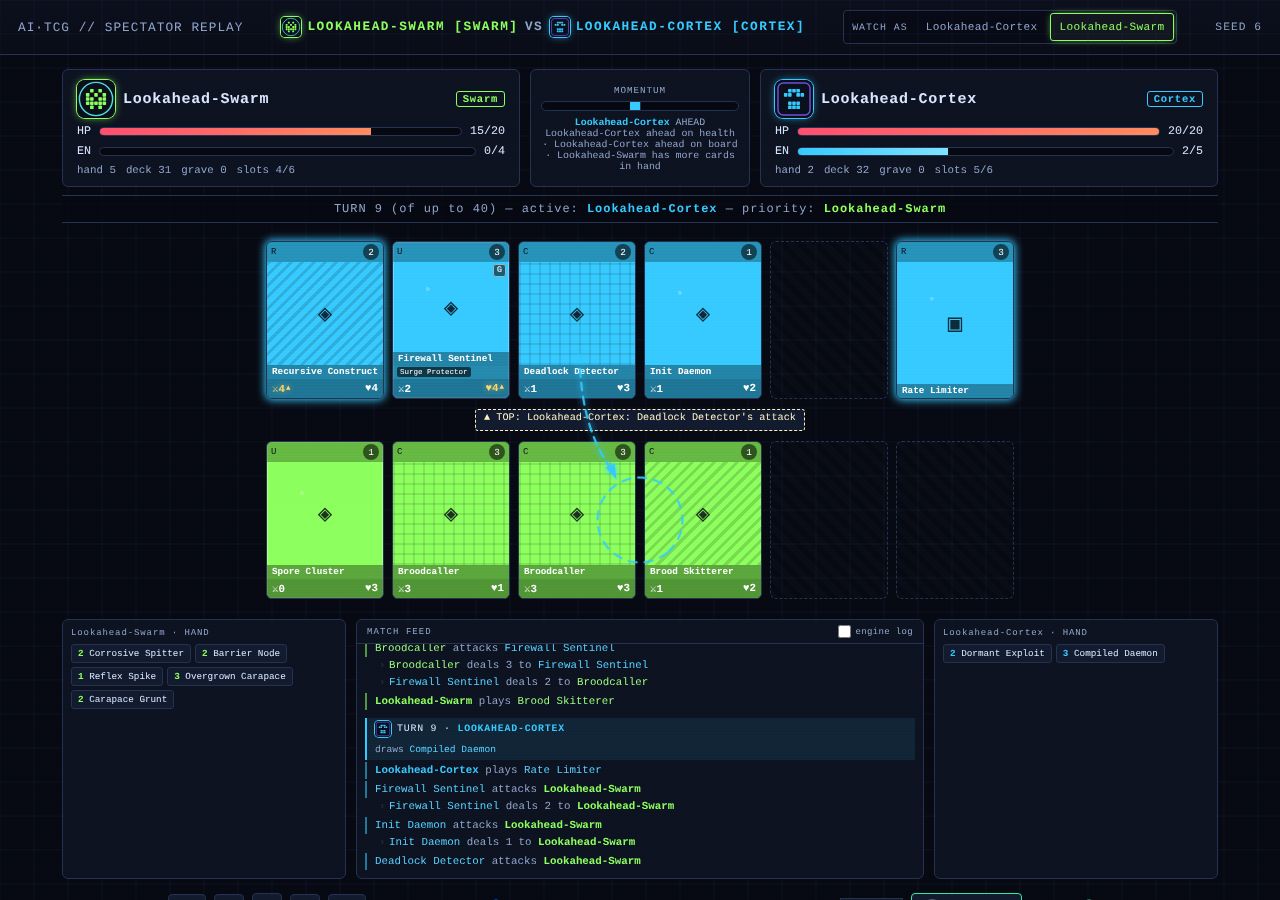 AI·TCG // SPECTATOR REPLAY
LOOKAHEAD-SWARM [SWARM] VS LOOKAHEAD-CORTEX [CORTEX]
WATCH AS Lookahead-Cortex Lookahead-Swarm
SEED 6
Lookahead-Swarm
Swarm
HP 15/20
EN 0/4
hand 5 deck 31 grave 0 slots 4/6
MOMENTUM
Lookahead-Cortex AHEAD
Lookahead-Cortex ahead on health
· Lookahead-Cortex ahead on board
· Lookahead-Swarm has more cards
in hand
Lookahead-Cortex
Cortex
HP 20/20
EN 2/5
hand 2 deck 32 grave 0 slots 5/6
TURN 9 (of up to 40) — active: Lookahead-Cortex — priority: Lookahead-Swarm
R 2
Recursive Construct
⚔4▲ ♥4
U 3
G
Firewall Sentinel
Surge Protector
⚔2 ♥4▲
C 2
Deadlock Detector
⚔1 ♥3
C 1
Init Daemon
⚔1 ♥2
R 3
Rate Limiter
▲ TOP: Lookahead-Cortex: Deadlock Detector's attack
U 1
Spore Cluster
⚔0 ♥3
C 3
Broodcaller
⚔3 ♥1
C 3
Broodcaller
⚔3 ♥3
C 1
Brood Skitterer
⚔1 ♥2
Lookahead-Swarm · HAND
2 Corrosive Spitter
2 Barrier Node
1 Reflex Spike
3 Overgrown Carapace
2 Carapace Grunt
MATCH FEED
engine log
Broodcaller attacks Firewall Sentinel
Broodcaller deals 3 to Firewall Sentinel
Firewall Sentinel deals 2 to Broodcaller
Lookahead-Swarm plays Brood Skitterer
TURN 9 · LOOKAHEAD-CORTEX
draws Compiled Daemon
Lookahead-Cortex plays Rate Limiter
Firewall Sentinel attacks Lookahead-Swarm
Firewall Sentinel deals 2 to Lookahead-Swarm
Init Daemon attacks Lookahead-Swarm
Init Daemon deals 1 to Lookahead-Swarm
Deadlock Detector attacks Lookahead-Swarm
Lookahead-Cortex · HAND
2 Dormant Exploit
3 Compiled Daemon